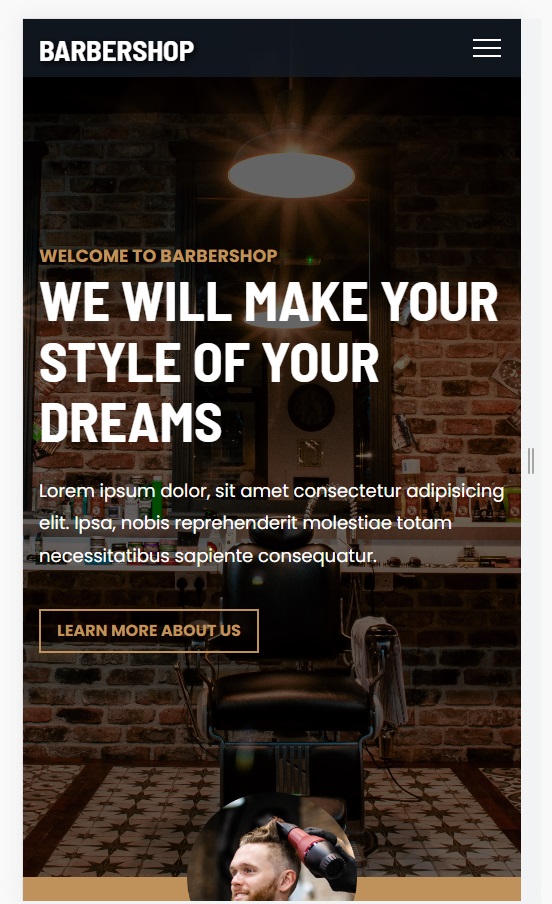 BARBERSHOP
WELCOME TO BARBERSHOP
WE WILL MAKE YOUR
STYLE OF YOUR
DREAMS
Lorem ipsum dolor, sit amet consectetur adipisicing
elit. Ipsa, nobis reprehenderit molestiae totam
necessitatibus sapiente consequatur.
LEARN MORE ABOUT US